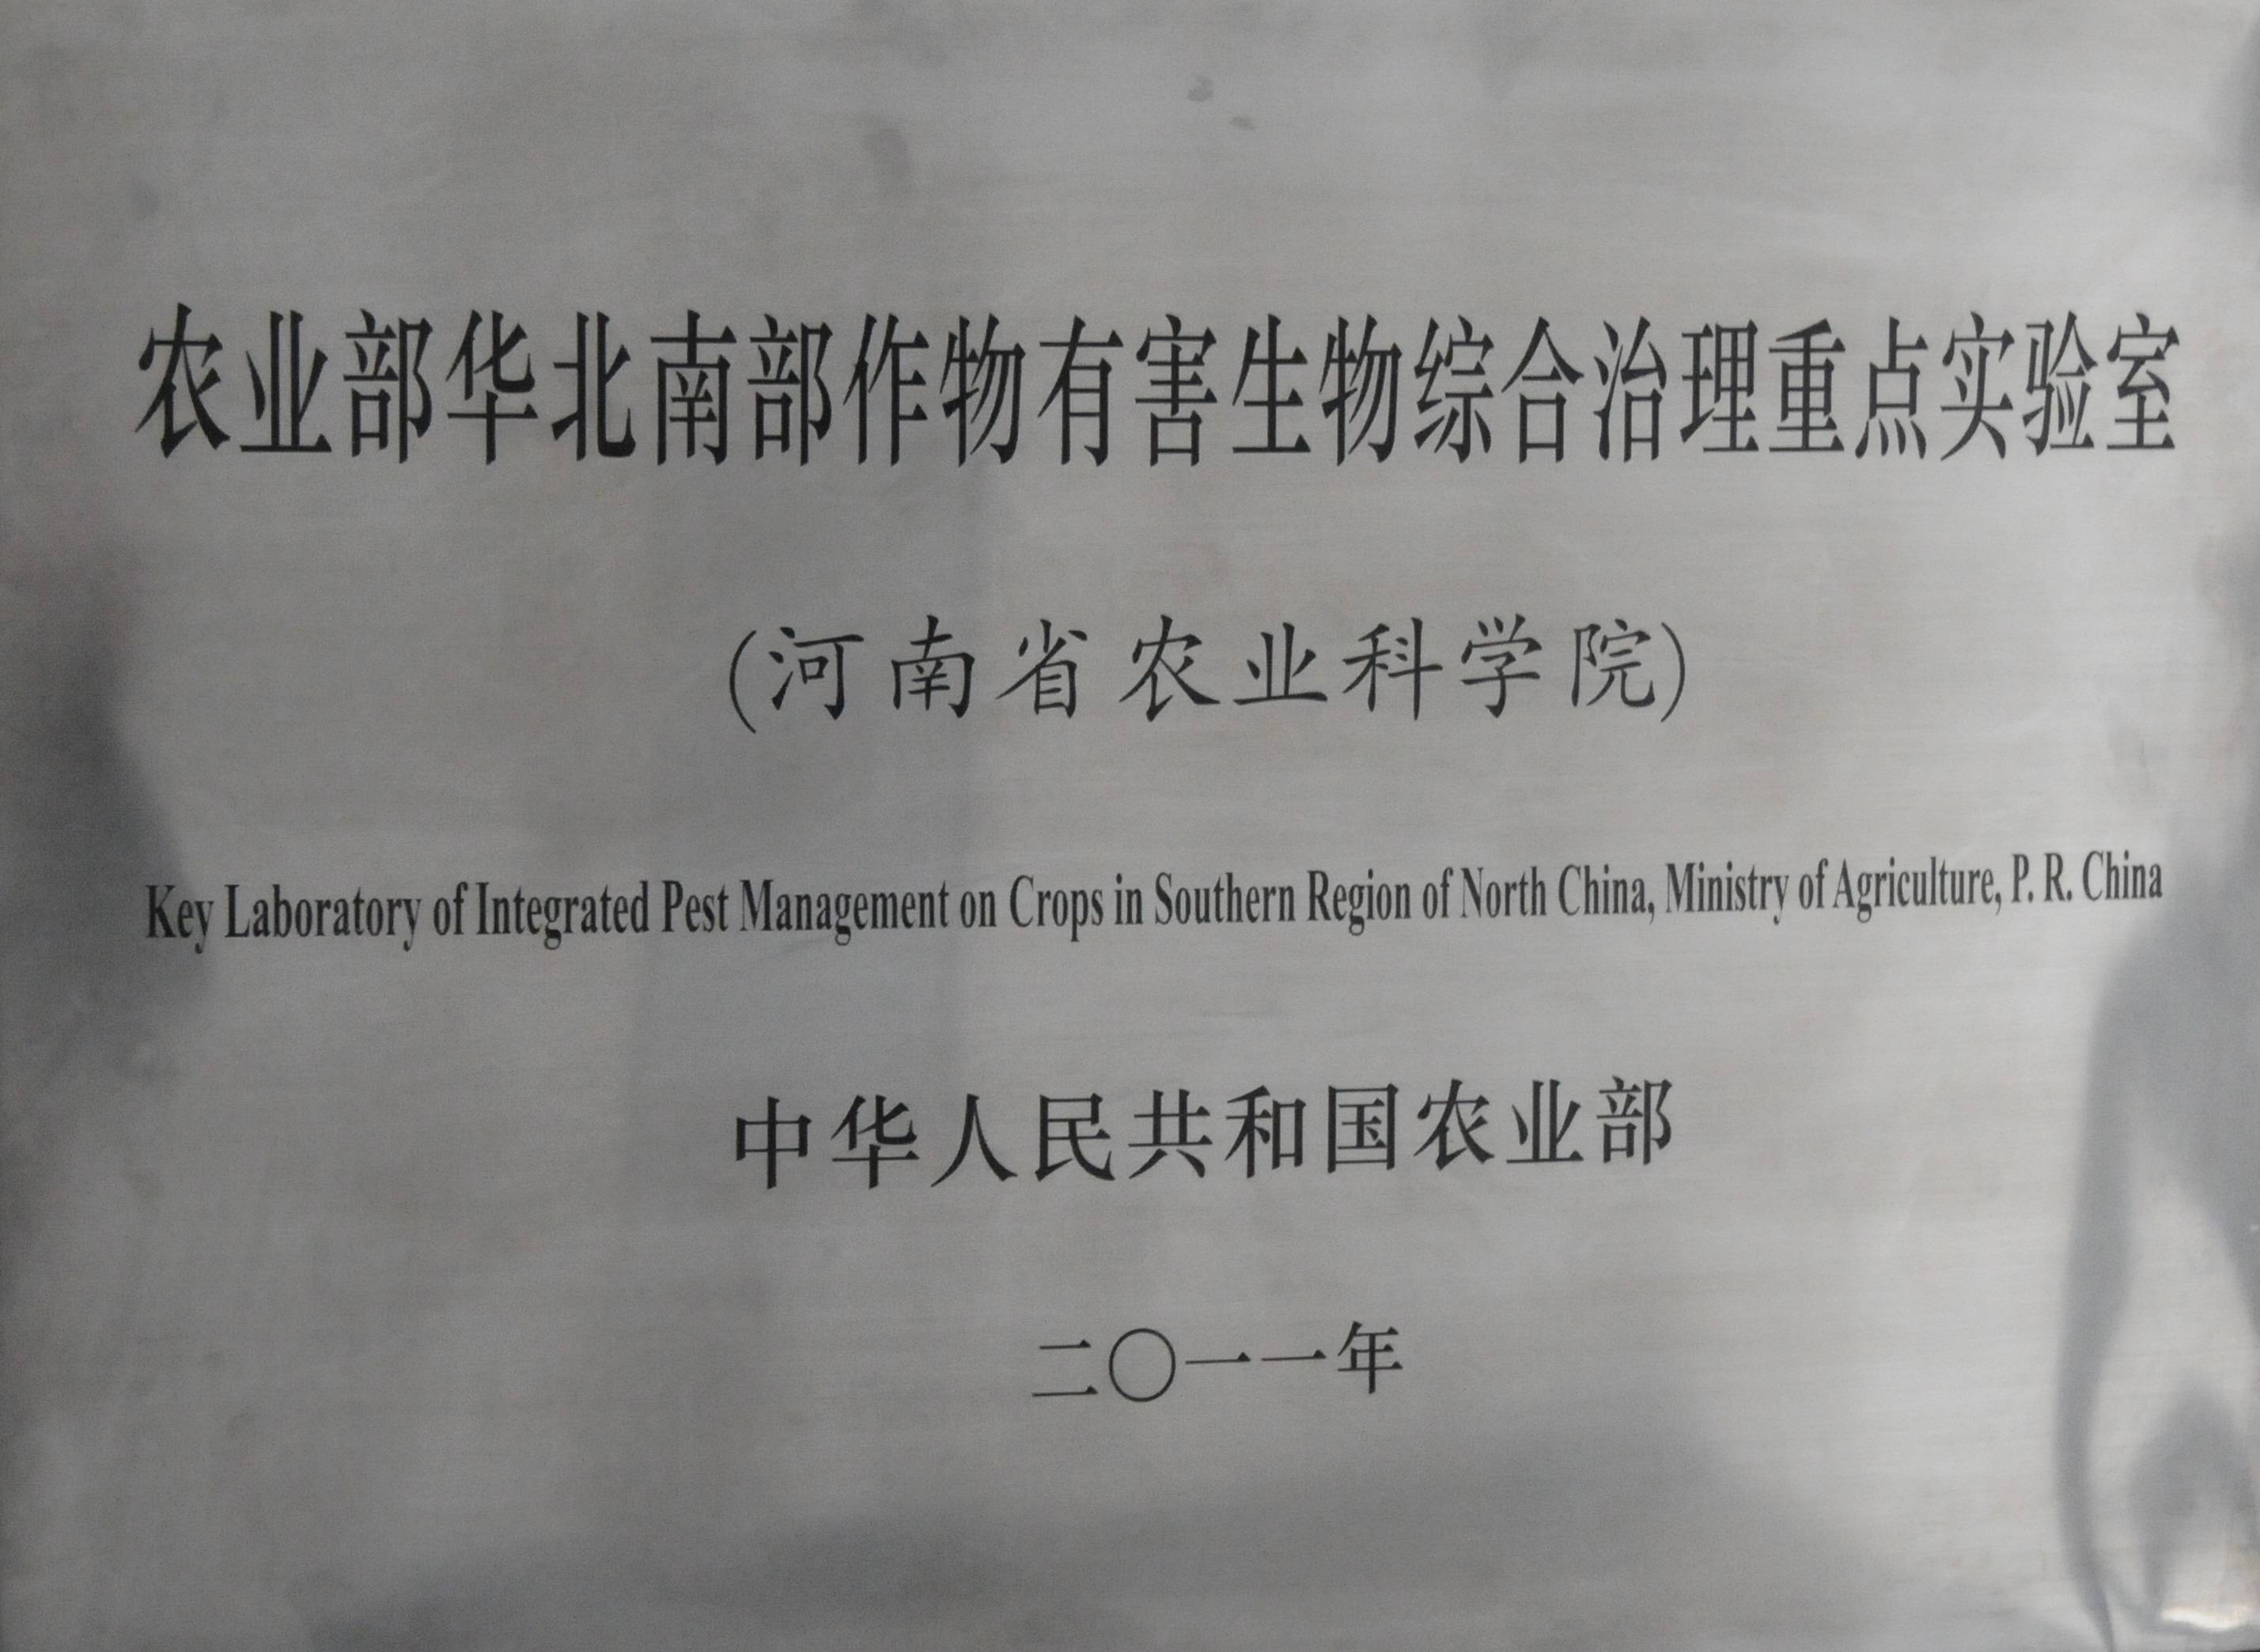 农业部华北南部作物有害生物综合治理重点实验室
(河南省农业科学院)
Key Laboratory of Integrated Pest Management on Crops in Southern Region of North China, Ministry of Agriculture, P. R. China
中华人民共和国农业部
二〇一一年